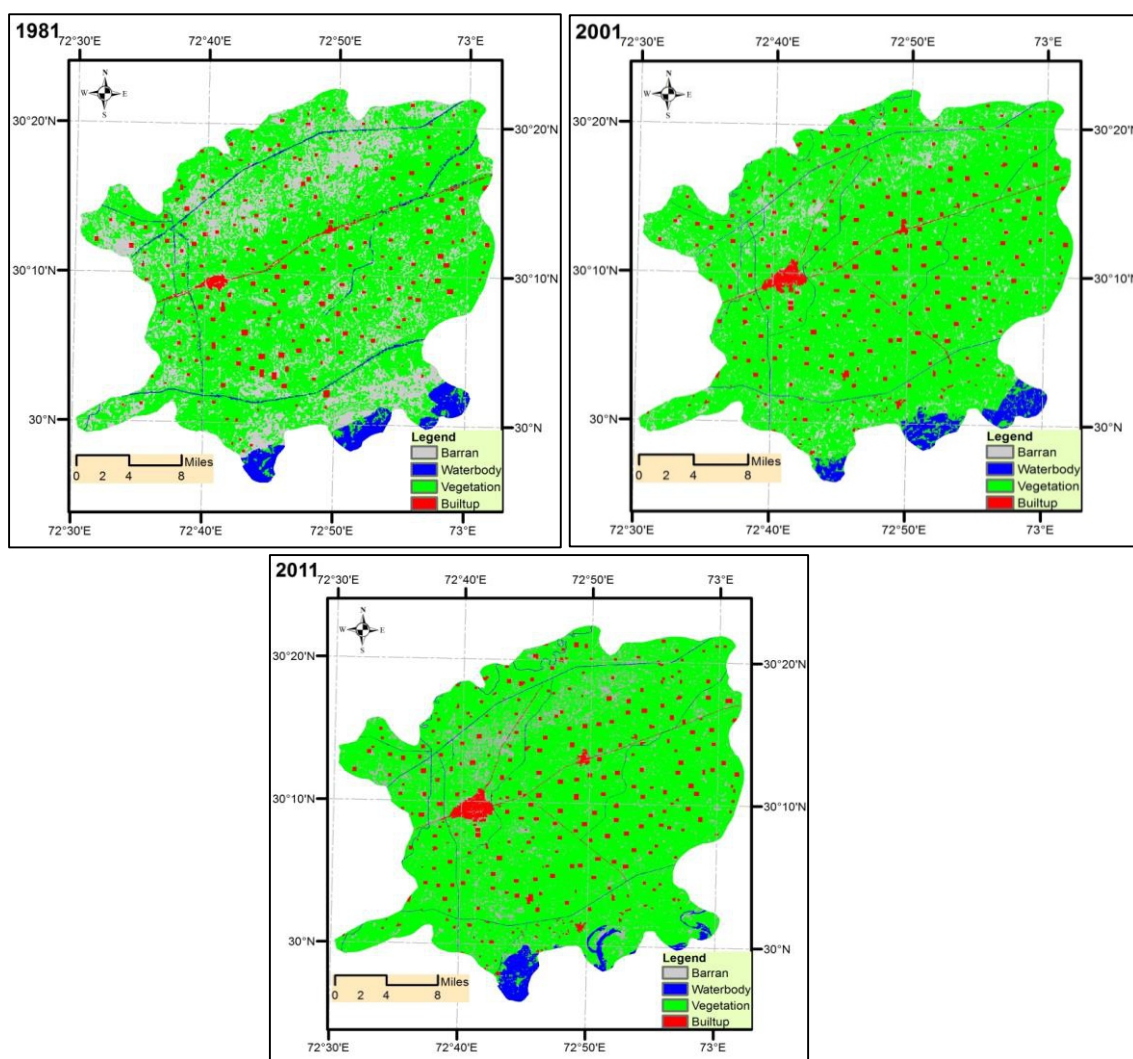 1981
72°30'E 72°40'E 72°50'E 73°E
N
W E
S
30°20'N 30°20'N
30°10'N 30°10'N
30°N 30°N
Legend
Barran
Waterbody
Vegetation
Builtup
Miles
0 2 4 8
72°30'E 72°40'E 72°50'E 73°E
2001
72°30'E 72°40'E 72°50'E 73°E
N
W E
S
30°20'N 30°20'N
30°10'N 30°10'N
30°N 30°N
Legend
Barran
Waterbody
Vegetation
Builtup
Miles
0 2 4 8
72°30'E 72°40'E 72°50'E 73°E
2011
72°30'E 72°40'E 72°50'E 73°E
N
W E
S
30°20'N 30°20'N
30°10'N 30°10'N
30°N 30°N
Legend
Barran
Waterbody
Vegetation
Builtup
Miles
0 2 4 8
72°30'E 72°40'E 72°50'E 73°E